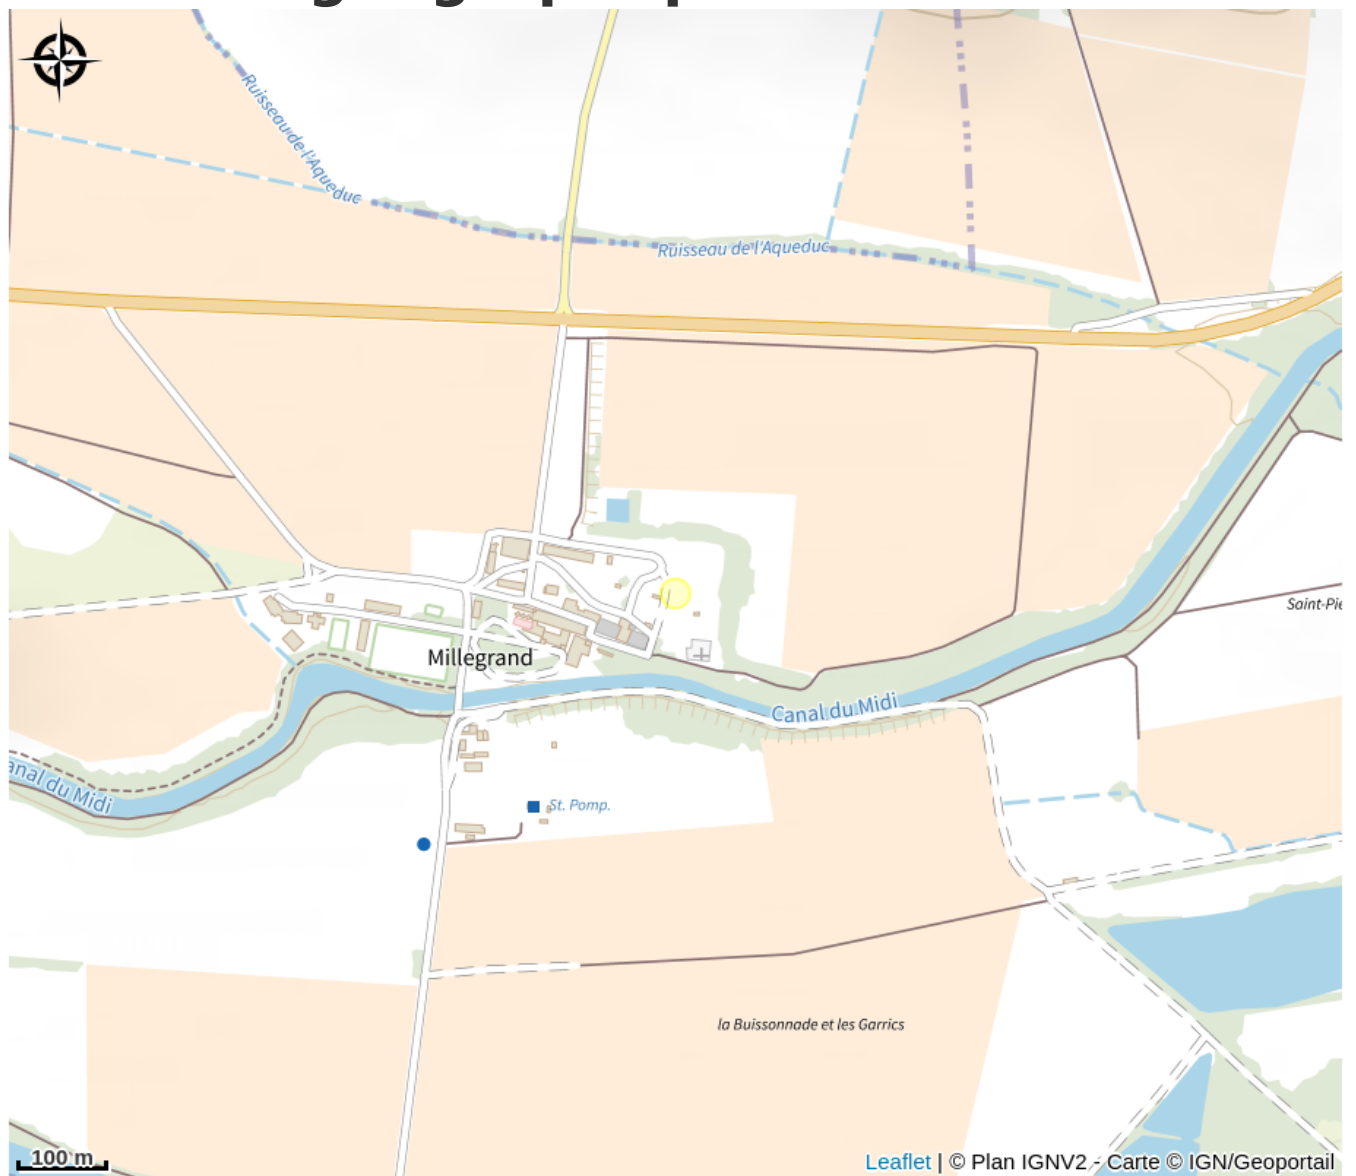 Ruisseau de l'Aqueduc
Ruisseau de l'Aqueduc
Saint-Pie
Millegrand
Canal du Midi
anal du Midi
St. Pomp.
la Buissonnade et les Garrics
100 m
Leaflet | © Plan IGNV2 - Carte © IGN/Geoportail